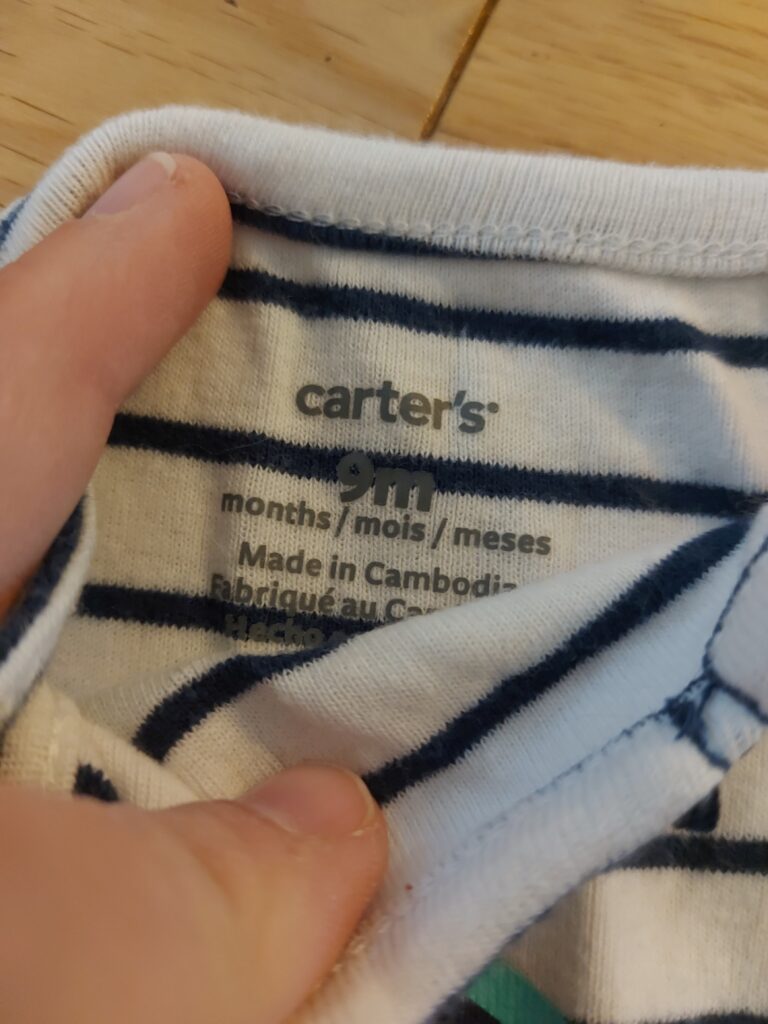 carter's
9m
months / mois / meses
Made in Cambodia
Fabriqué au
Hecho